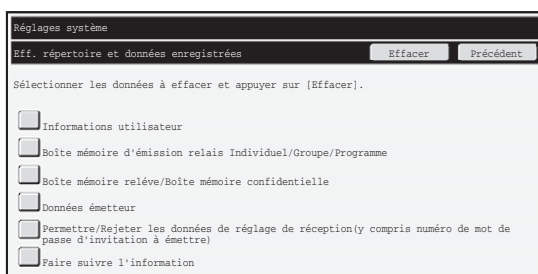 Réglages système
Eff. répertoire et données enregistrées
Effacer
Précédent
Sélectionner les données à effacer et appuyer sur [Effacer].
Informations utilisateur
Boîte mémoire d'émission relais Individuel/Groupe/Programme
Boîte mémoire reléve/Boîte mémoire confidentielle
Données émetteur
Permettre/Rejeter les données de réglage de réception(y compris numéro de mot de
passe d'invitation à émettre)
Faire suivre l'information